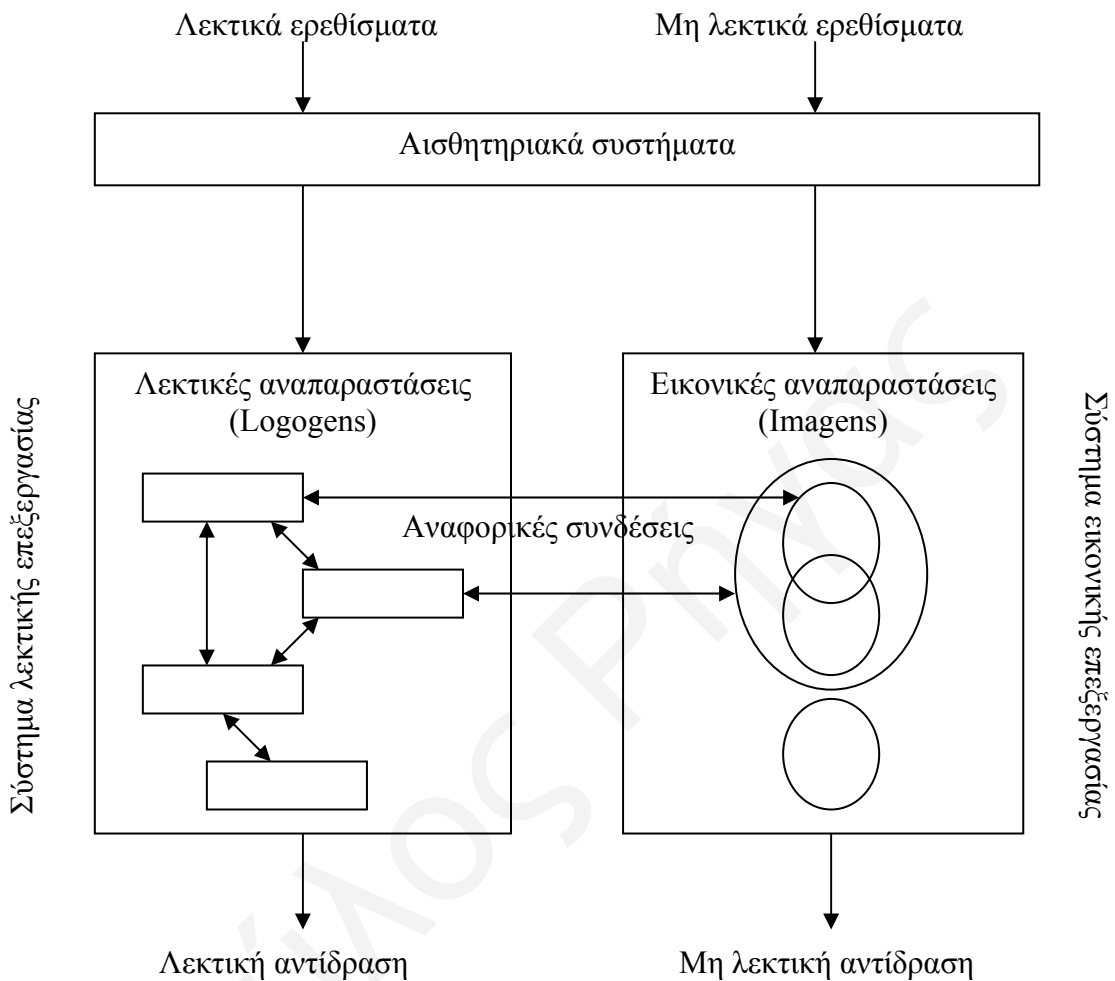 Λεκτικά ερεθίσματα
Μη λεκτικά ερεθίσματα
Αισθητηριακά συστήματα
Σύστημα λεκτικής επεξεργασίας
Λεκτικές αναπαραστάσεις
(Logogens)
Εικονικές αναπαραστάσεις
(Imagens)
Σύστημα εικονικής επεξεργασίας
Αναφορικές συνδέσεις
Λεκτική αντίδραση
Μη λεκτική αντίδραση
Ρήγας